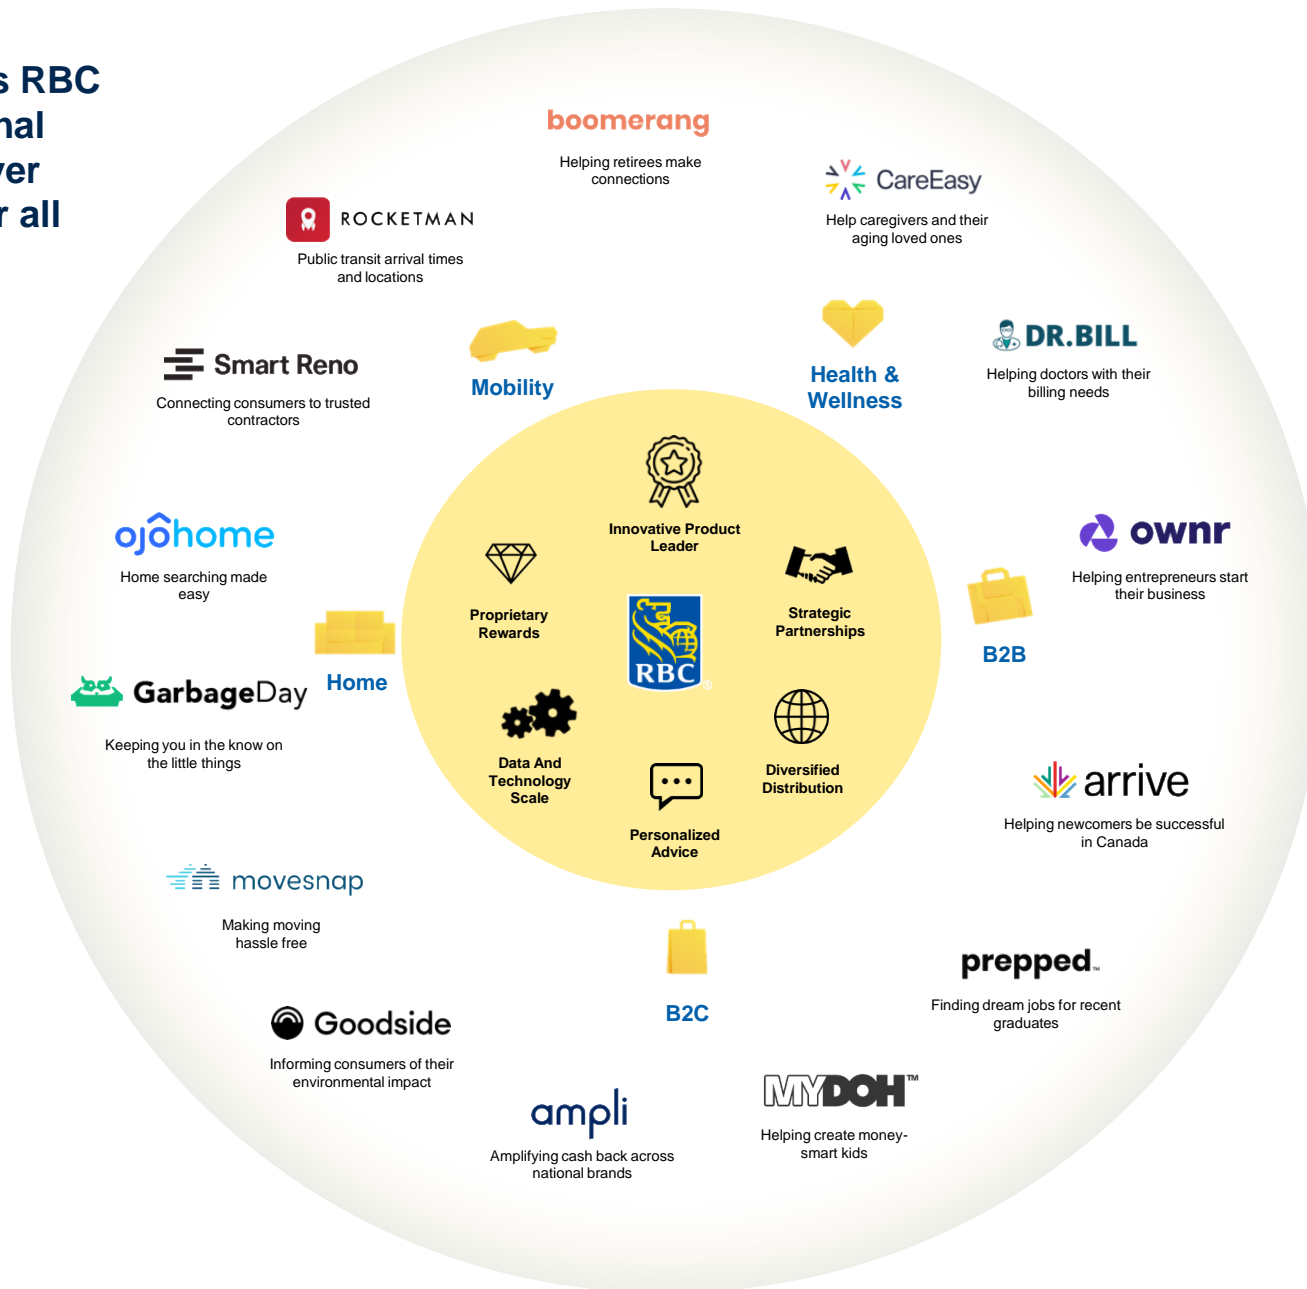 s RBC
nal
ver
r all
boomerang
Helping retirees make
connections
CareEasy
Help caregivers and their
aging loved ones
ROCKETMAN
Public transit arrival times
and locations
DR.BILL
Helping doctors with their
billing needs
Smart Reno
Connecting consumers to trusted
contractors
Mobility
Health &
Wellness
Innovative Product
Leader
ojôhome
Home searching made
easy
ownr
Helping entrepreneurs start
their business
Proprietary
Rewards
Strategic
Partnerships
RBC
®
Home
B2B
GarbageDay
Keeping you in the know on
the little things
Data And
Technology
Scale
Diversified
Distribution
Personalized
Advice
arrive
Helping newcomers be successful
in Canada
movesnap
Making moving
hassle free
B2C
prepped™
Finding dream jobs for recent
graduates
Goodside
Informing consumers of their
environmental impact
ampli
Amplifying cash back across
national brands
MYDOH™
Helping create money-
smart kids